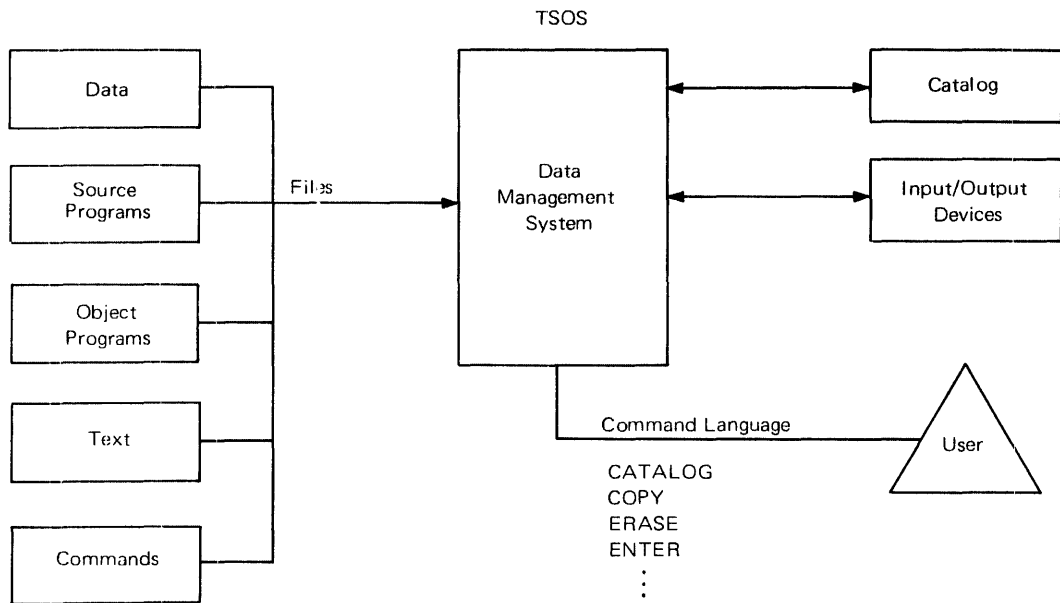 TSOS
Data
Source
Programs
Object
Programs
Text
Commands
Files
Data
Management
System
Catalog
Input/Output
Devices
Command Language
User
CATALOG
COPY
ERASE
ENTER
⋮